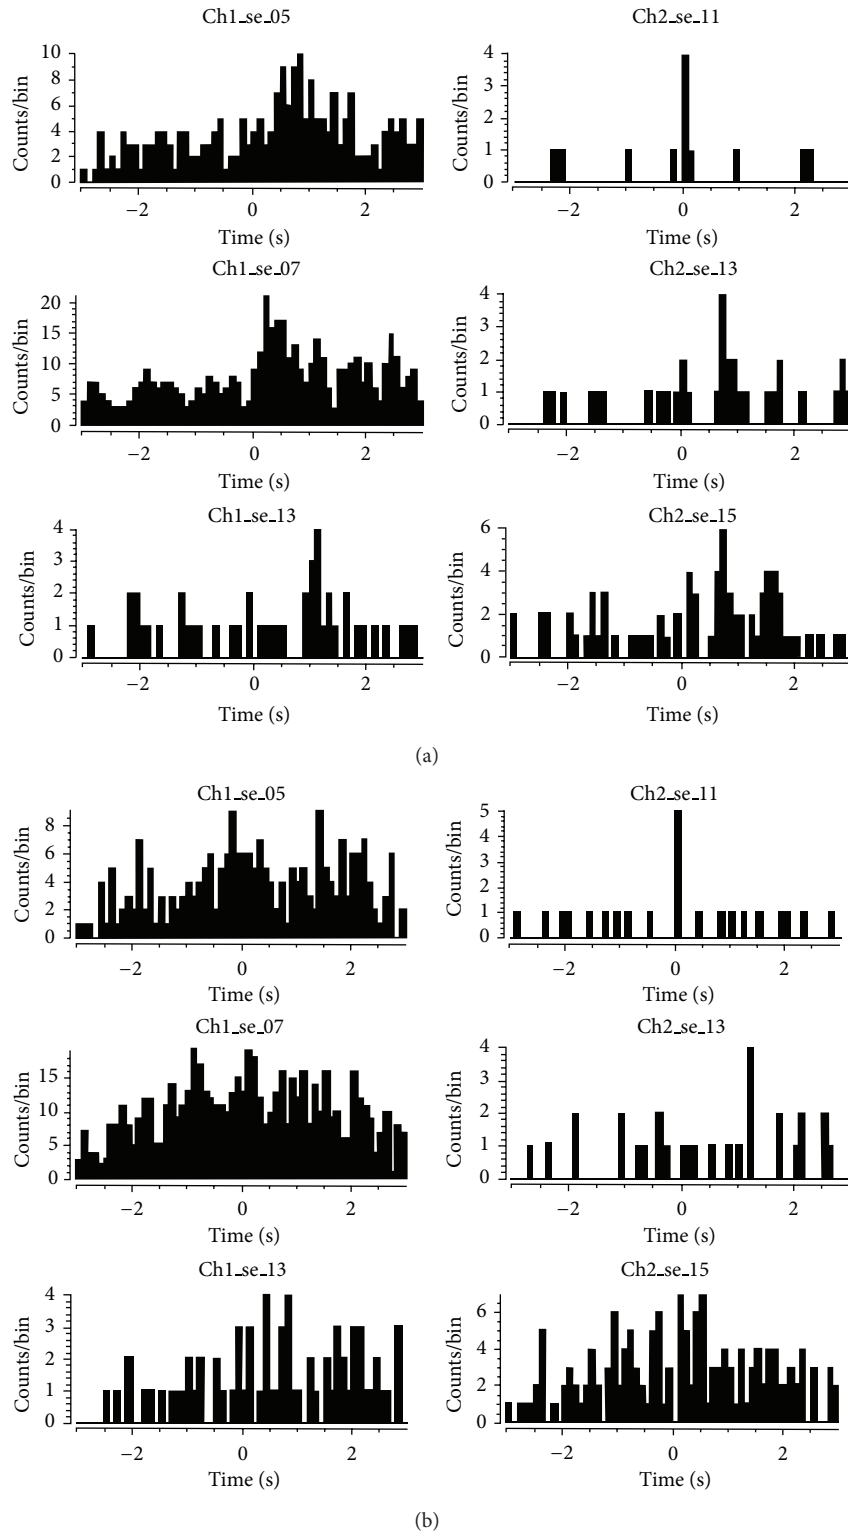 Ch1_se_05
Counts/bin
10
8
6
4
2
0
−2 0 2
Time (s)
Ch2_se_11
Counts/bin
4
3
2
1
0
−2 0 2
Time (s)
Ch1_se_07
Counts/bin
20
15
10
5
0
−2 0 2
Time (s)
Ch2_se_13
Counts/bin
4
3
2
1
0
−2 0 2
Time (s)
Ch1_se_13
Counts/bin
4
3
2
1
0
−2 0 2
Time (s)
Ch2_se_15
Counts/bin
6
4
2
0
−2 0 2
Time (s)
(a)
Ch1_se_05
Counts/bin
8
6
4
2
0
−2 0 2
Time (s)
Ch2_se_11
Counts/bin
5
4
3
2
1
0
−2 0 2
Time (s)
Ch1_se_07
Counts/bin
15
10
5
0
−2 0 2
Time (s)
Ch2_se_13
Counts/bin
4
3
2
1
0
−2 0 2
Time (s)
Ch1_se_13
Counts/bin
4
3
2
1
0
−2 0 2
Time (s)
Ch2_se_15
Counts/bin
6
4
2
0
−2 0 2
Time (s)
(b)